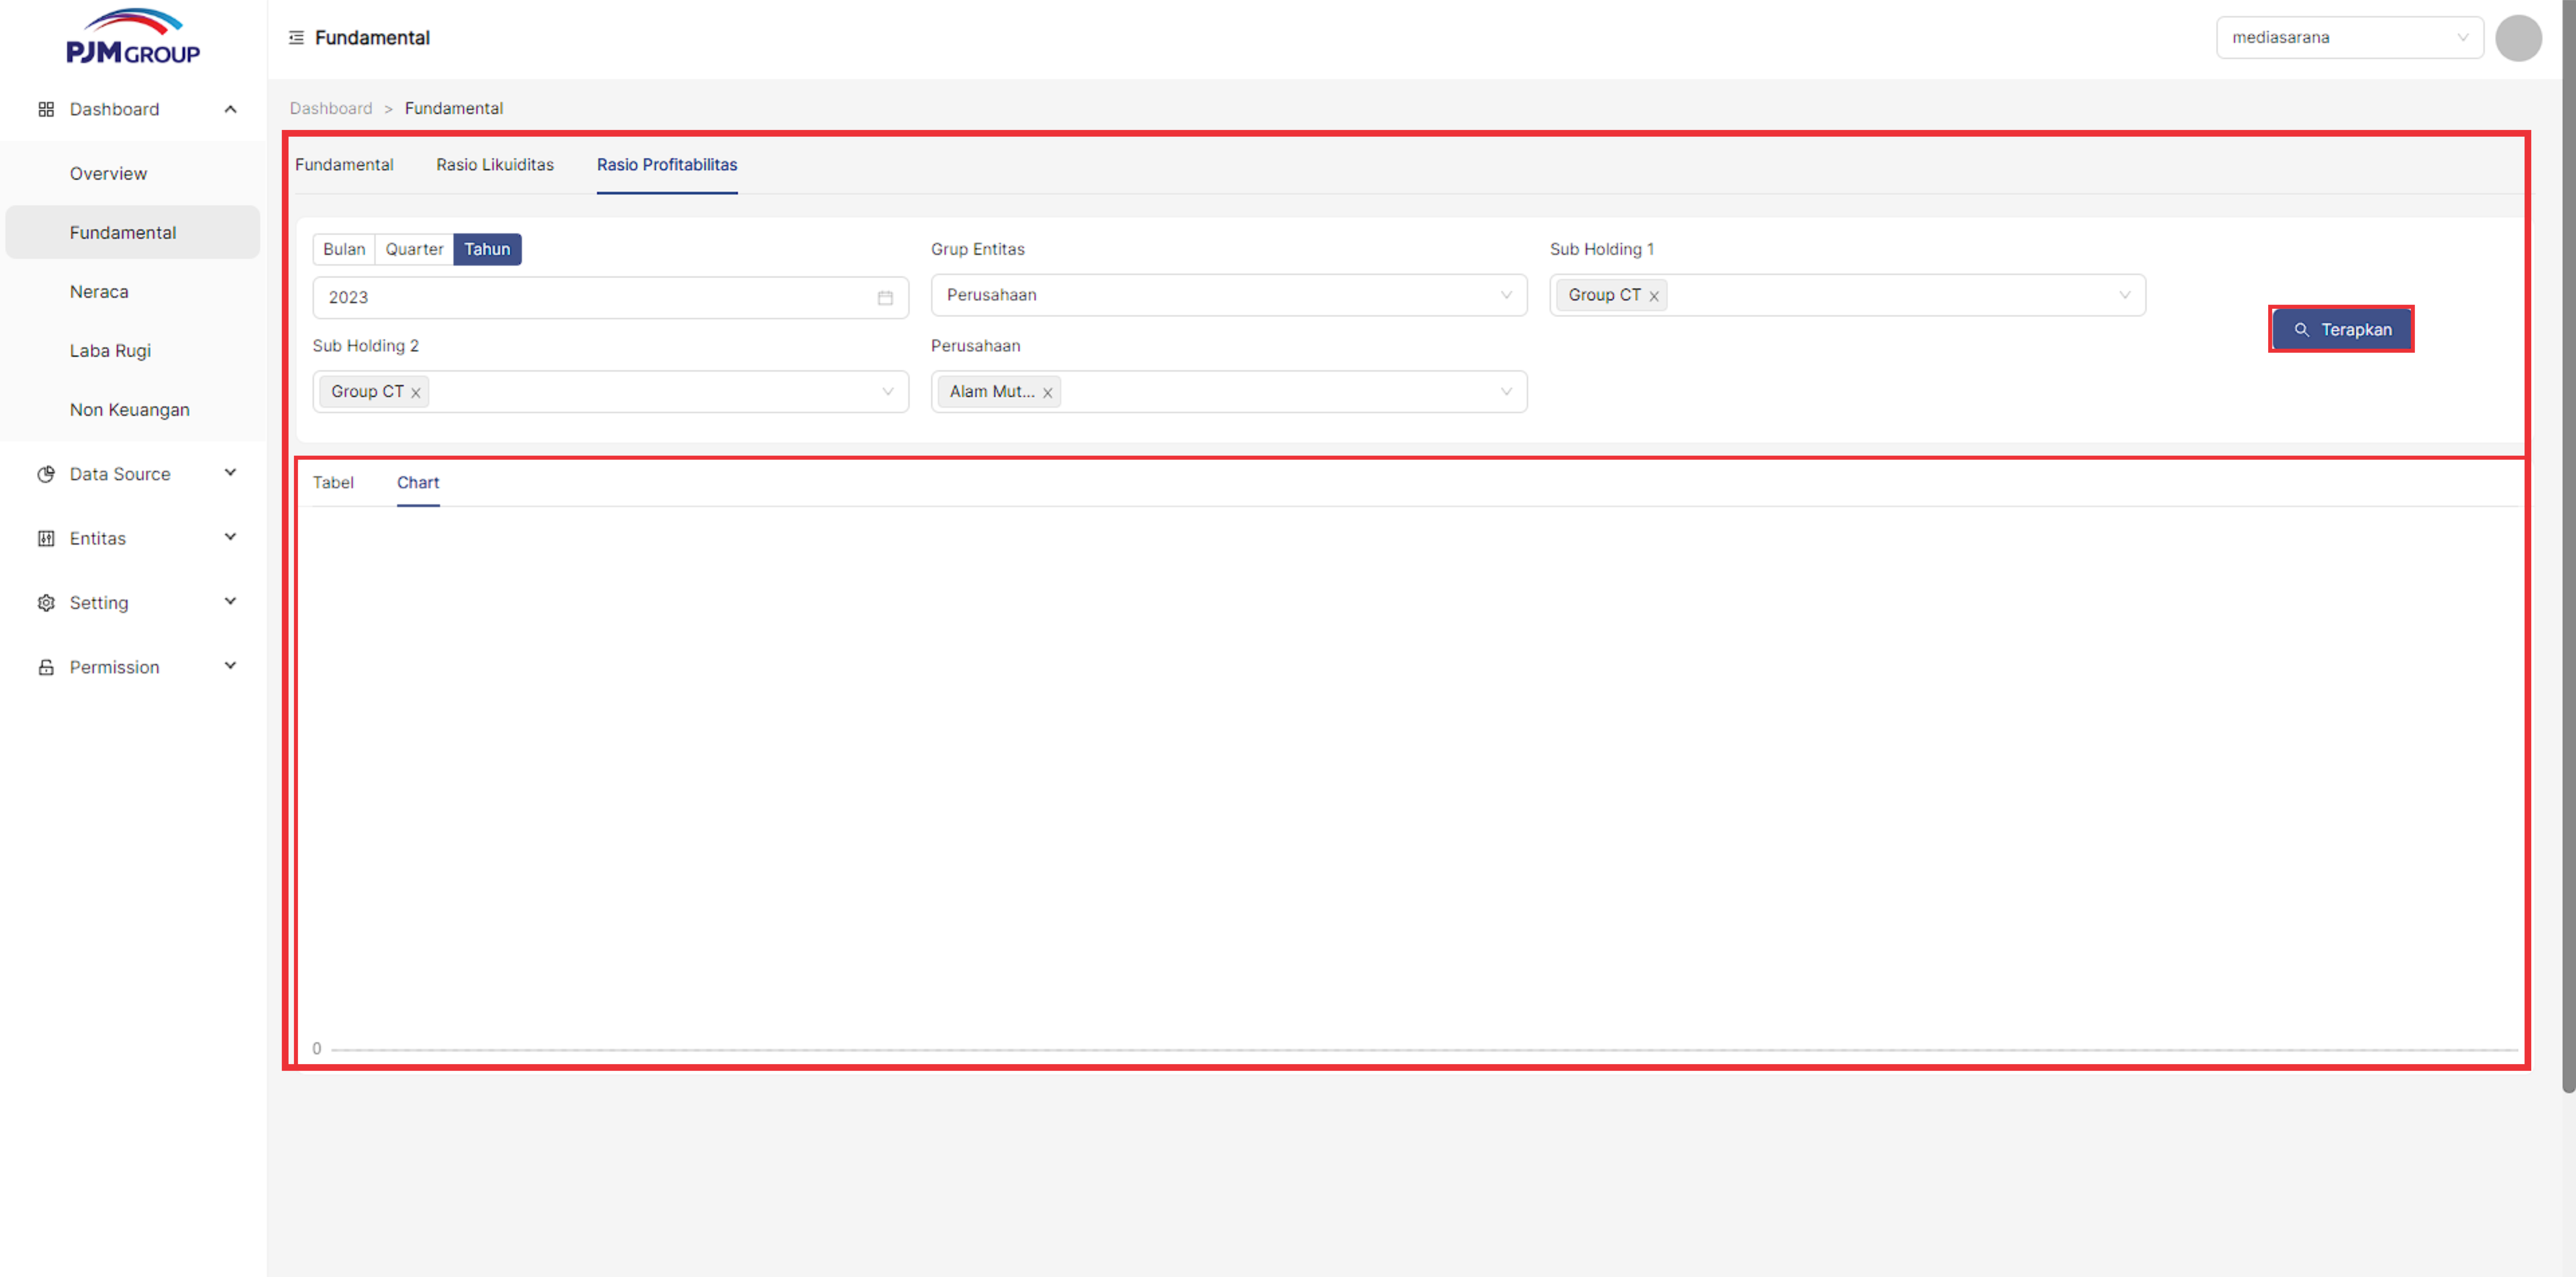 PJM GROUP
Fundamental
mediasarana
Dashboard
Overview
Fundamental
Neraca
Laba Rugi
Non Keuangan
Data Source
Entitas
Setting
Permission
Dashboard > Fundamental
Fundamental Rasio Likuiditas Rasio Profitabilitas
Bulan Quarter Tahun
2023
Grup Entitas
Perusahaan
Sub Holding 1
Group CT
Sub Holding 2
Group CT
Perusahaan
Alam Mut...
Terapkan
Tabel Chart
0